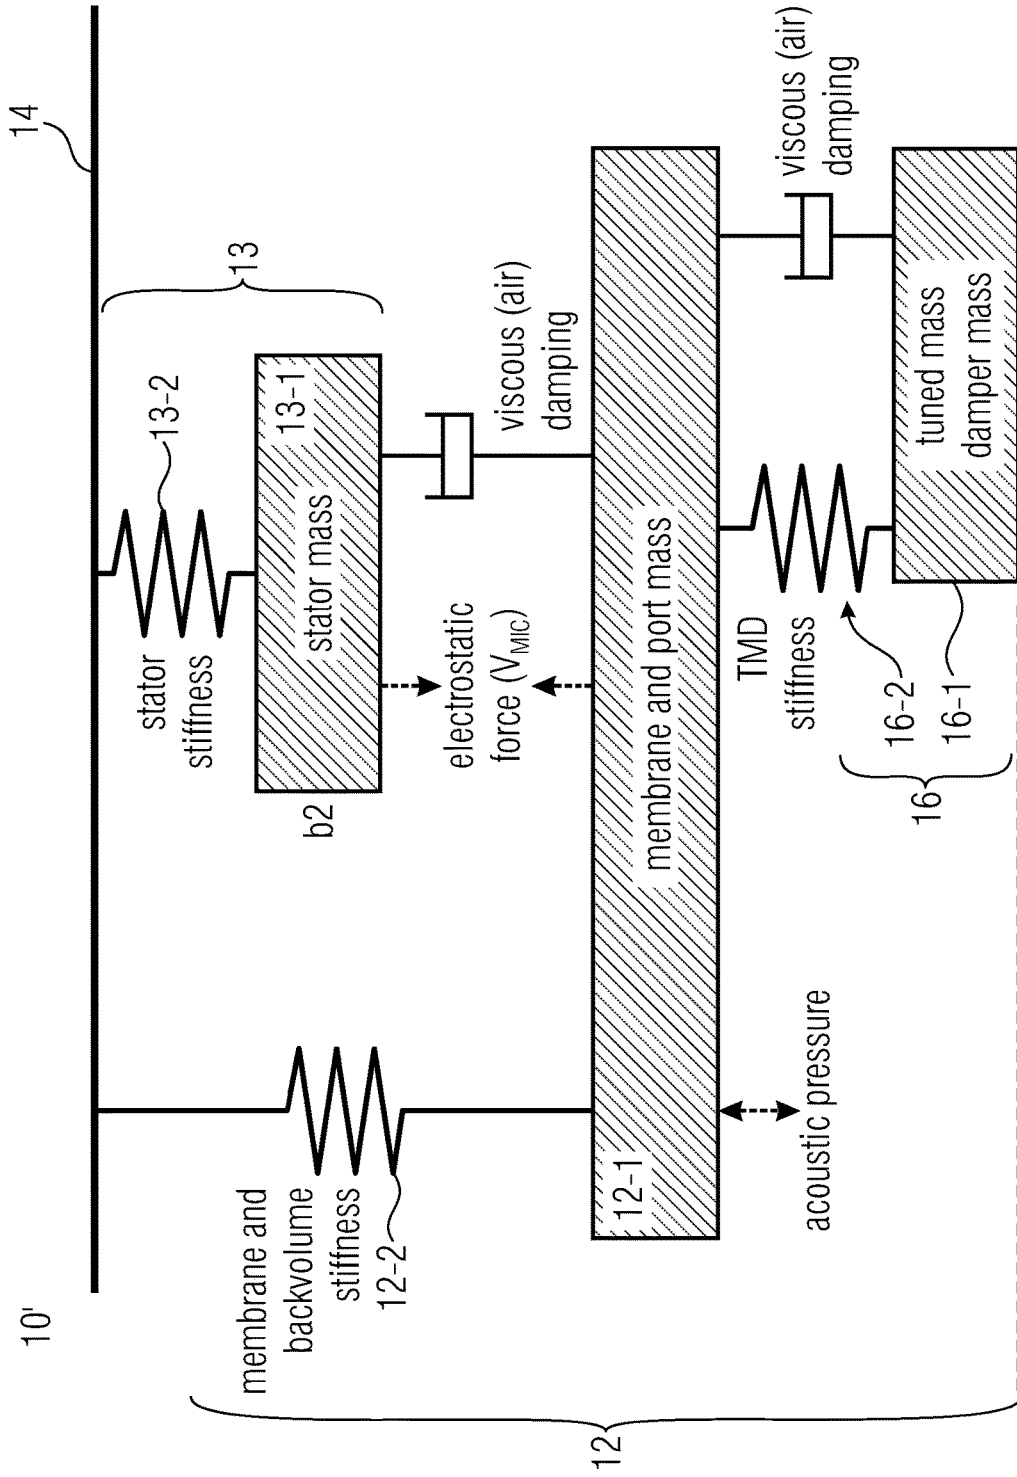 10'
14
membrane and
backvolume
stiffness
12-2
stator
stiffness
13-2
13
13-1
stator mass
b2
electrostatic
force (VMIC)
viscous (air)
damping
12-1
membrane and port mass
acoustic pressure
TMD
stiffness
16-2
16-1
16
viscous (air)
damping
tuned mass
damper mass
12